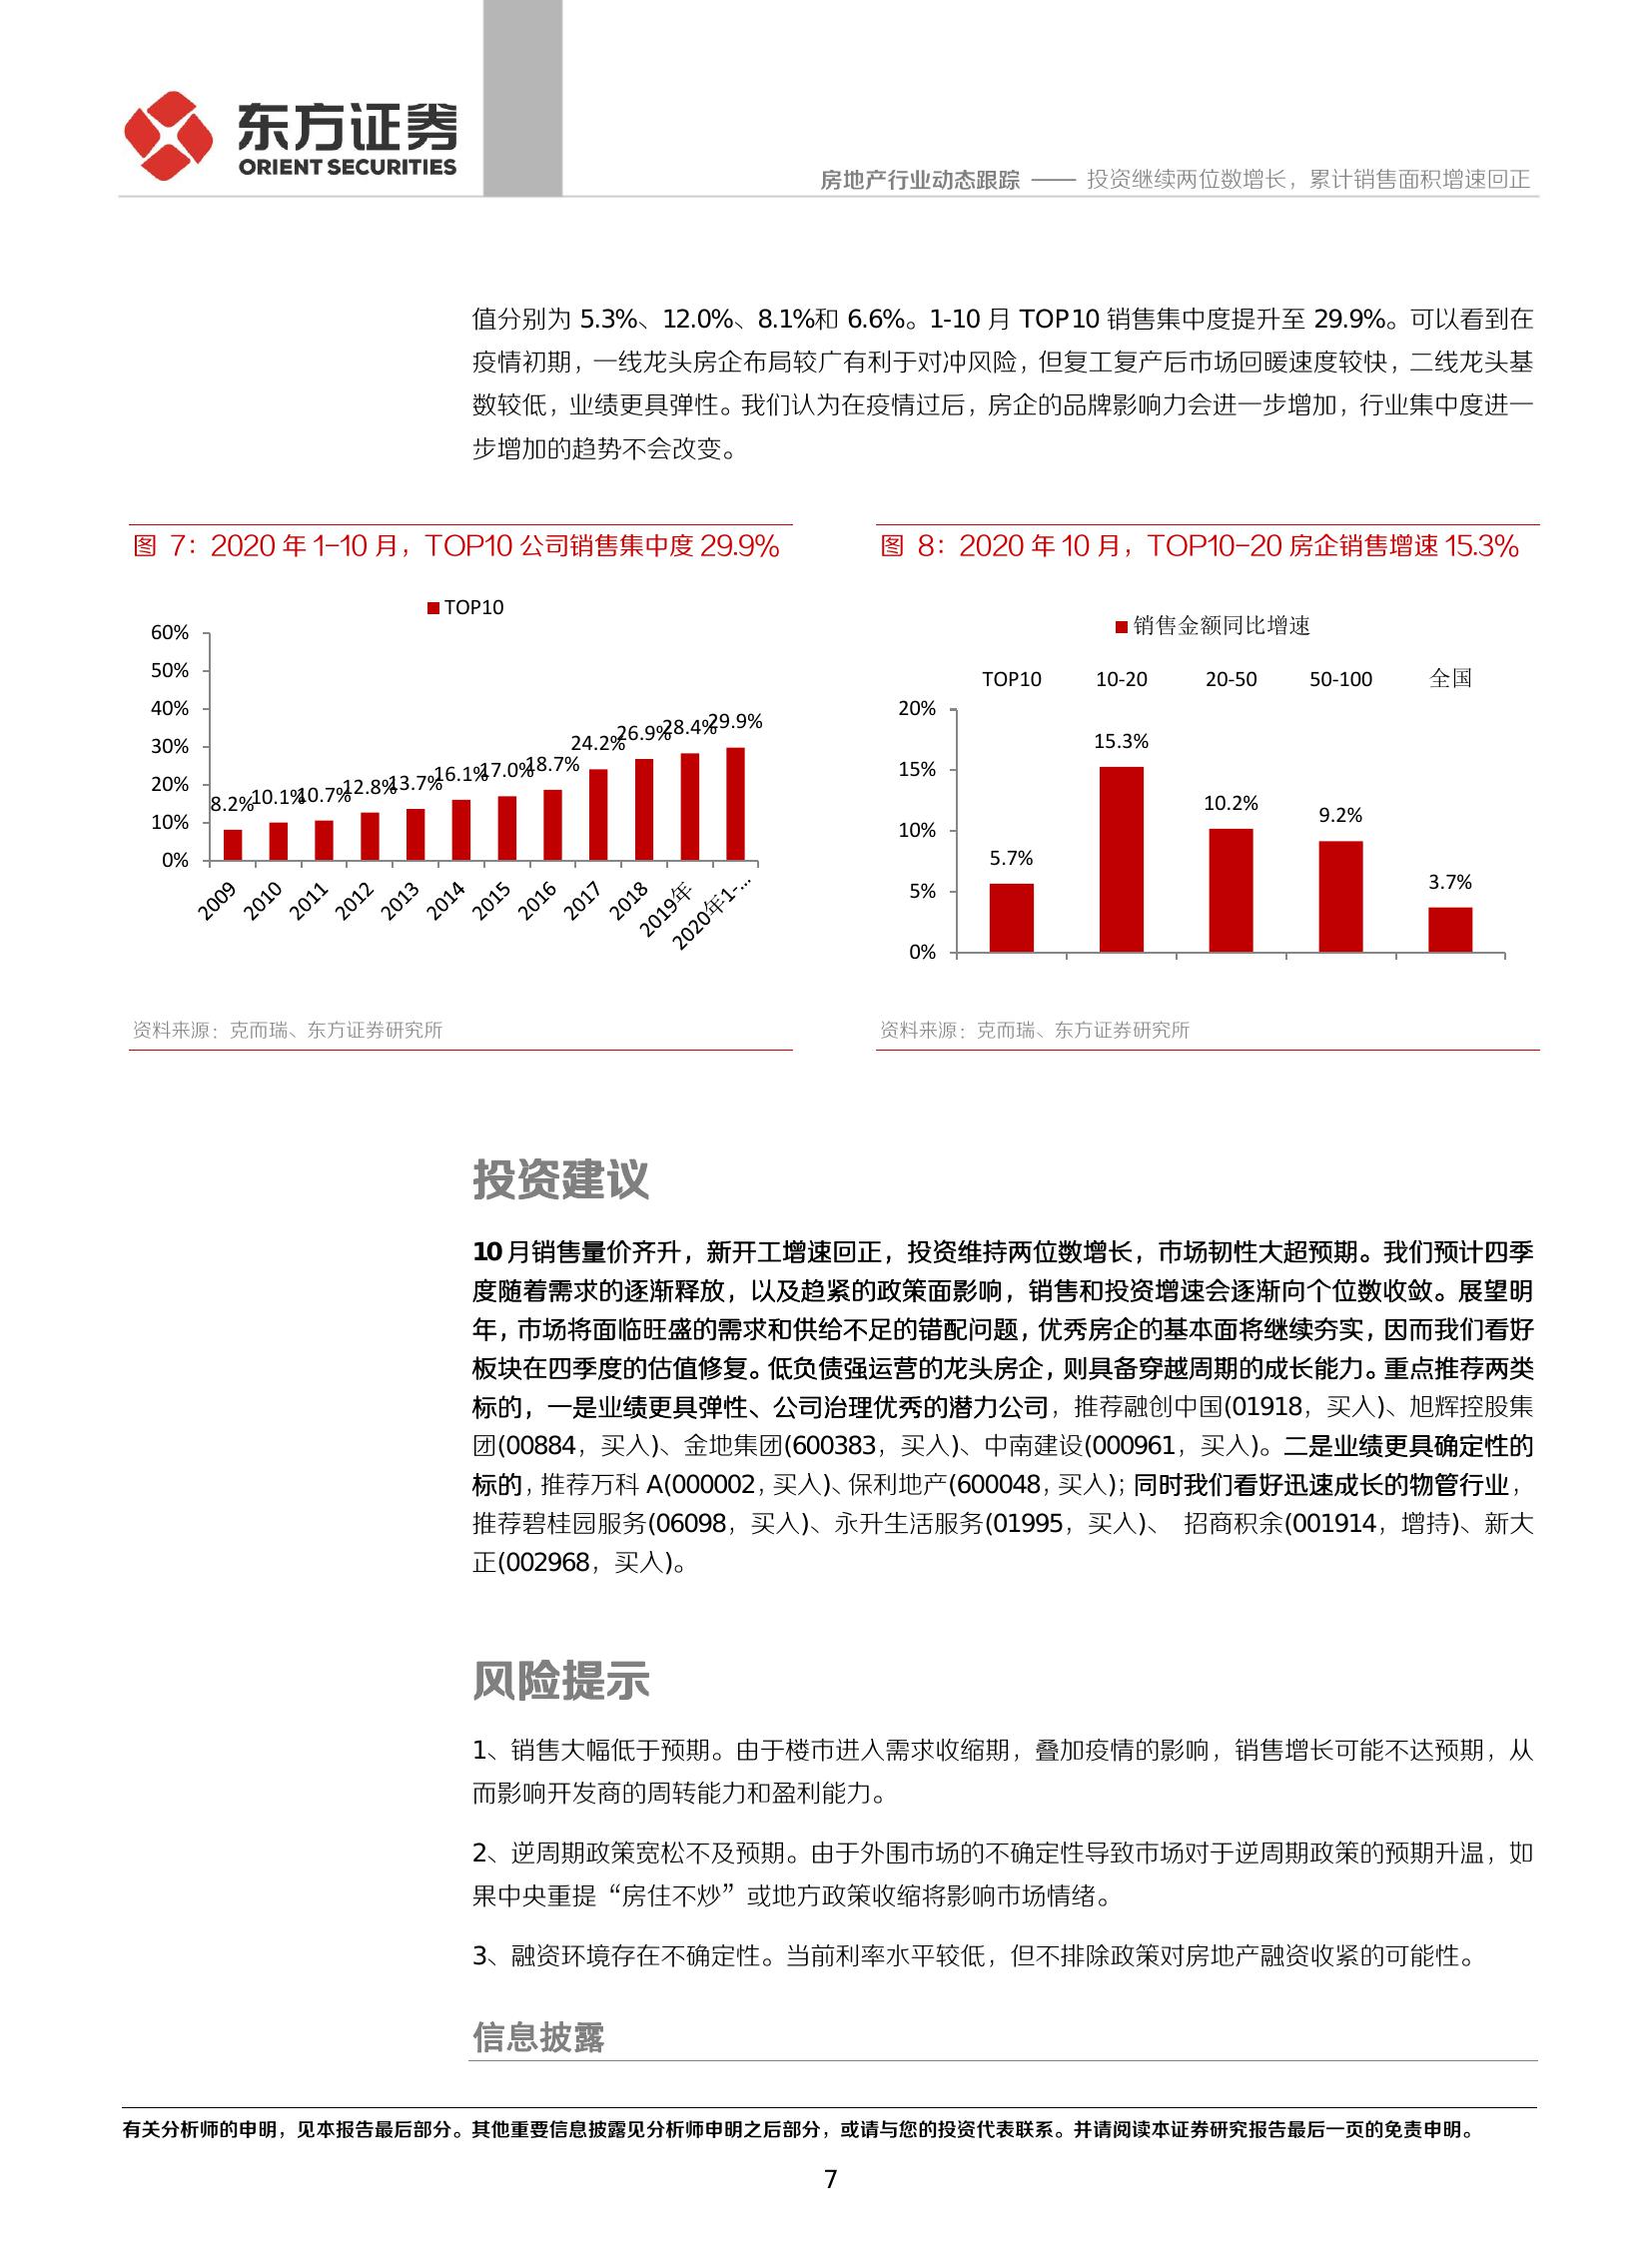 东方证券
ORIENT SECURITIES
房地产行业动态跟踪 —— 投资继续两位数增长，累计销售面积增速回正
值分别为 5.3%、12.0%、8.1%和 6.6%。1-10 月 TOP10 销售集中度提升至 29.9%。可以看到在
疫情初期，一线龙头房企布局较广有利于对冲风险，但复工复产后市场回暖速度较快，二线龙头基
数较低，业绩更具弹性。我们认为在疫情过后，房企的品牌影响力会进一步增加，行业集中度进一
步增加的趋势不会改变。
图 7：2020 年 1-10 月，TOP10 公司销售集中度 29.9%
TOP10
60%
50%
40%
30%
20%
10%
0%
8.2% 10.1% 10.7% 12.8% 13.7% 16.1% 17.0% 18.7% 24.2% 26.9% 28.4% 29.9%
2009 2010 2011 2012 2013 2014 2015 2016 2017 2018 2019年 2020年1-...
资料来源：克而瑞、东方证券研究所
图 8：2020 年 10 月，TOP10-20 房企销售增速 15.3%
销售金额同比增速
TOP10 10-20 20-50 50-100 全国
20%
15%
10%
5%
0%
5.7% 15.3% 10.2% 9.2% 3.7%
资料来源：克而瑞、东方证券研究所
投资建议
10 月销售量价齐升，新开工增速回正，投资维持两位数增长，市场韧性大超预期。我们预计四季
度随着需求的逐渐释放，以及趋紧的政策面影响，销售和投资增速会逐渐向个位数收敛。展望明
年，市场将面临旺盛的需求和供给不足的错配问题，优秀房企的基本面将继续夯实，因而我们看好
板块在四季度的估值修复。低负债强运营的龙头房企，则具备穿越周期的成长能力。重点推荐两类
标的，一是业绩更具弹性、公司治理优秀的潜力公司，推荐融创中国(01918，买入)、旭辉控股集
团(00884，买入)、金地集团(600383，买入)、中南建设(000961，买入)。二是业绩更具确定性的
标的，推荐万科 A(000002，买入)、保利地产(600048，买入)；同时我们看好迅速成长的物管行业，
推荐碧桂园服务(06098，买入)、永升生活服务(01995，买入)、 招商积余(001914，增持)、新大
正(002968，买入)。
风险提示
1、销售大幅低于预期。由于楼市进入需求收缩期，叠加疫情的影响，销售增长可能不达预期，从
而影响开发商的周转能力和盈利能力。
2、逆周期政策宽松不及预期。由于外围市场的不确定性导致市场对于逆周期政策的预期升温，如
果中央重提“房住不炒”或地方政策收缩将影响市场情绪。
3、融资环境存在不确定性。当前利率水平较低，但不排除政策对房地产融资收紧的可能性。
信息披露
有关分析师的申明，见本报告最后部分。其他重要信息披露见分析师申明之后部分，或请与您的投资代表联系。并请阅读本证券研究报告最后一页的免责申明。
7